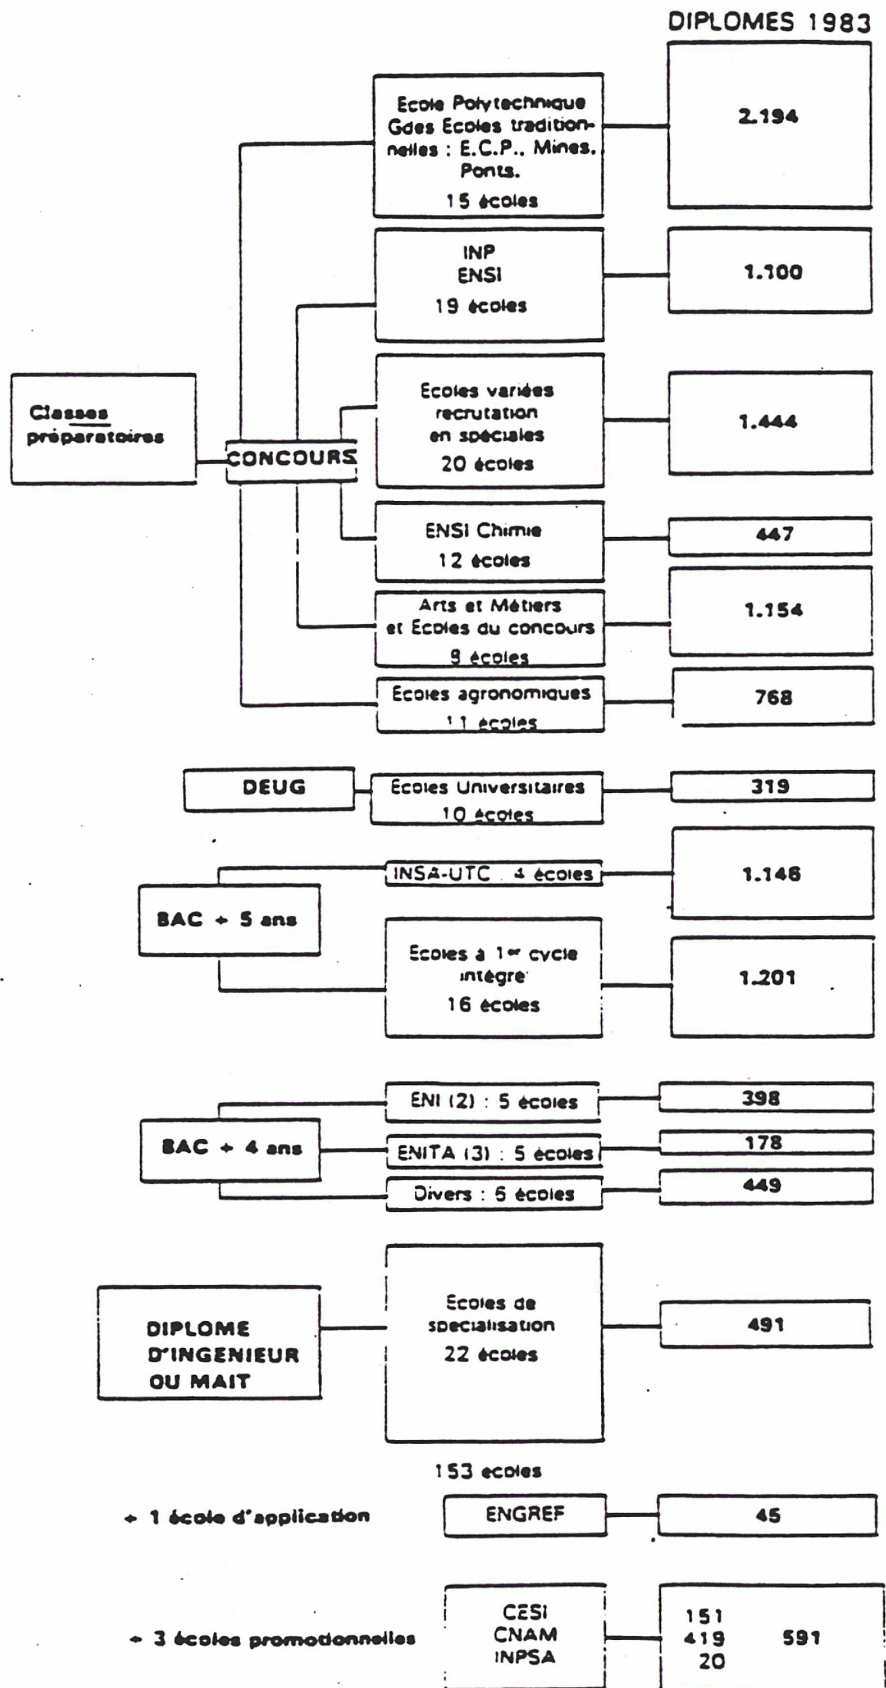 DIPLOMES 1983
Ecole Polytechnique
Gdes Ecoles tradition-
nelles : E.C.P., Mines,
Ponts.
15 écoles
2.194
INP
ENSI
19 écoles
1.100
Classes
préparatoires
CONCOURS
Ecoles variées
recrutation
en spéciales
20 écoles
1.444
ENSI Chimie
12 écoles
447
Arts et Métiers
et Ecoles du concours
écoles
1.154
Ecoles agronomiques
11 écoles
768
DEUG
Ecoles Universitaires
10 écoles
319
BAC + 5 ans
INSA-UTC : 4 écoles
1.146
Ecoles à 1er cycle
intègre
16 écoles
1.201
BAC + 4 ans
ENI (2) : 5 écoles
398
ENITA (3) : 5 écoles
178
Divers : 6 écoles
449
DIPLOME
D'INGENIEUR
OU MAIT
Ecoles de
specialisation
22 écoles
491
153 ecoles
+ 1 école d'application
ENGREF
45
+ 3 écoles promotionnelles
CESI
CNAM
INPSA
151
419 591
20